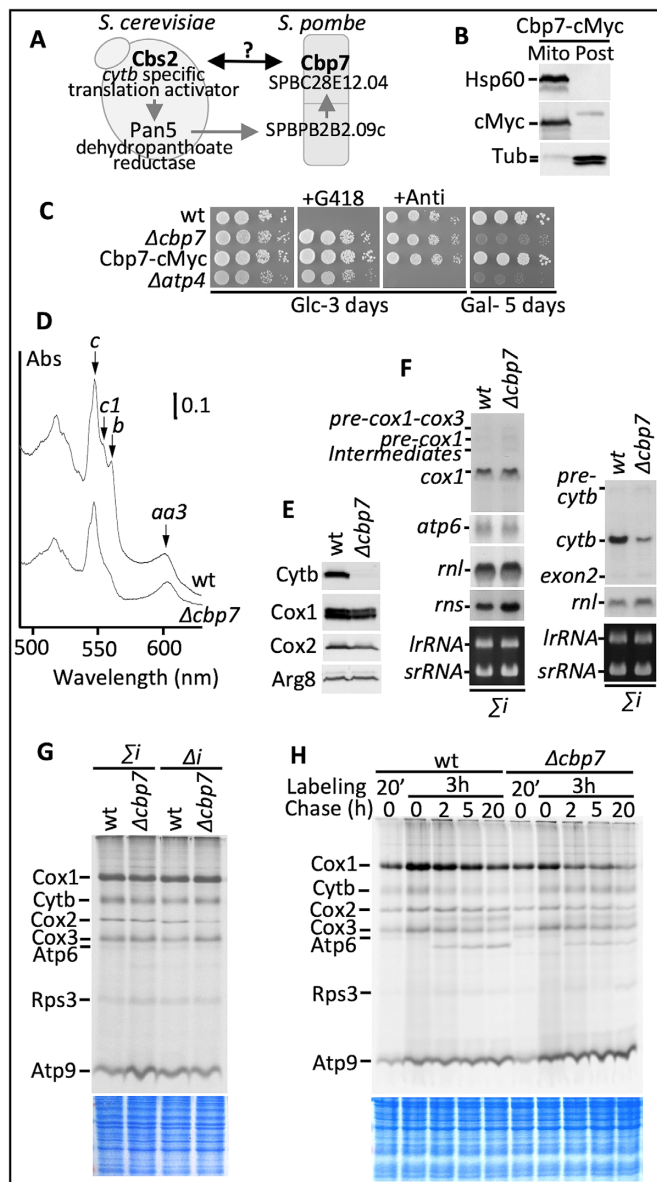 A
S. cerevisiae
S. pombe
Cbs2
cytb specific
translation activator
Pan5
dehydropanthoate
reductase
?
Cbp7
SPBC28E12.04
SPBPB2B2.09c
B
Cbp7-cMyc
Mito Post
Hsp60
cMyc
Tub
C
+G418 +Anti
wt
Δcbp7
Cbp7-cMyc
Δatp4
Glc-3 days
Gal- 5 days
D
Abs
c
c1
b
aa3
0.1
wt
Δcbp7
500 550 600
Wavelength (nm)
E
wt Δcbp7
Cytb
Cox1
Cox2
Arg8
F
wt Δcbp7
pre-cox1-cox3
pre-cox1
Intermediates
cox1
atp6
rnl
rns
lrRNA
srRNA
∑i
wt Δcbp7
pre-
cytb
cytb
exon2
rnl
lrRNA
srRNA
∑i
G
∑i Δi
wt Δcbp7 wt Δcbp7
Cox1
Cytb
Cox2
Cox3
Atp6
Rps3
Atp9
H
wt Δcbp7
Labeling 20’ 3h 20’ 3h
Chase (h) 0 0 2 5 20 0 0 2 5 20
Cox1
Cytb
Cox2
Cox3
Atp6
Rps3
Atp9